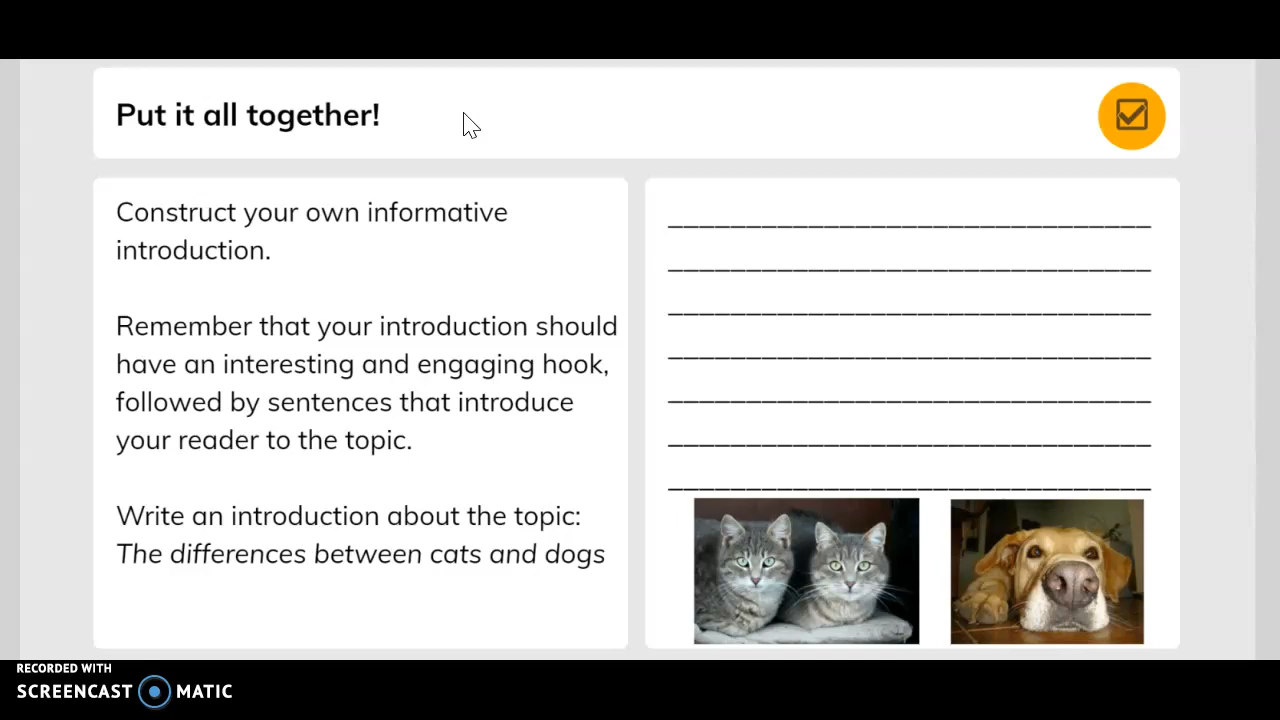 Put it all together!
Construct your own informative
introduction.
Remember that your introduction should
have an interesting and engaging hook,
followed by sentences that introduce
your reader to the topic.
Write an introduction about the topic:
The differences between cats and dogs
RECORDED WITH
SCREENCAST MATIC